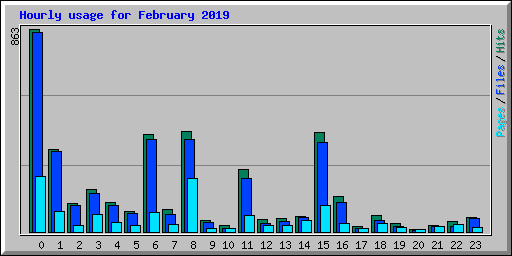 Hourly usage for February 2019
863
Pages/Files/Hits
0 1 2 3 4 5 6 7 8 9 10 11 12 13 14 15 16 17 18 19 20 21 22 23